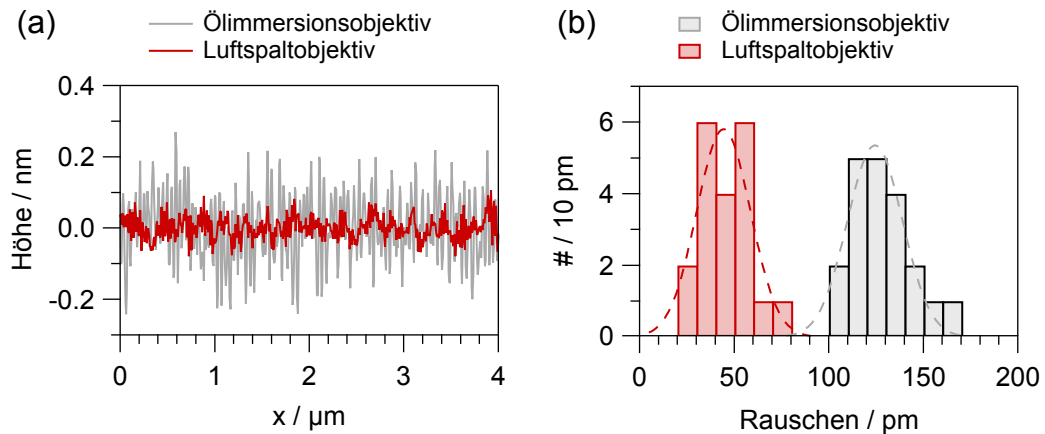 (a)
Ölimmersionsobjektiv
Luftspaltobjektiv
Höhe / nm
0.4
0.2
0.0
-0.2
0 1 2 3 4
x / µm
(b)
Ölimmersionsobjektiv
Luftspaltobjektiv
# / 10 pm
6
4
2
0
0 50 100 150 200
Rauschen / pm